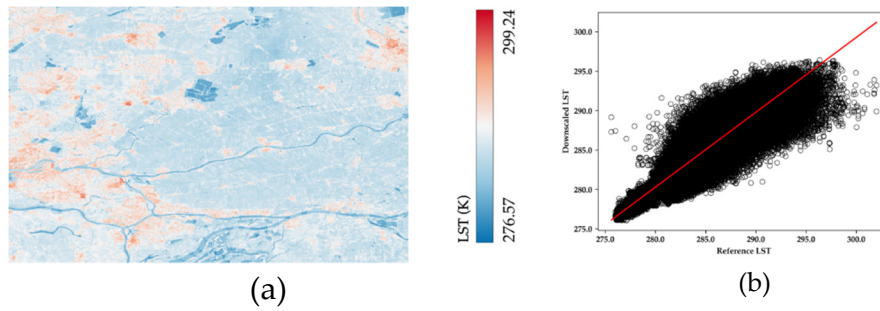 299.24
LST (K)
276.57
(a)
Downscaled LST
300.0
295.0
290.0
285.0
280.0
275.0
275.0 280.0 285.0 290.0 295.0 300.0
Reference LST
(b)